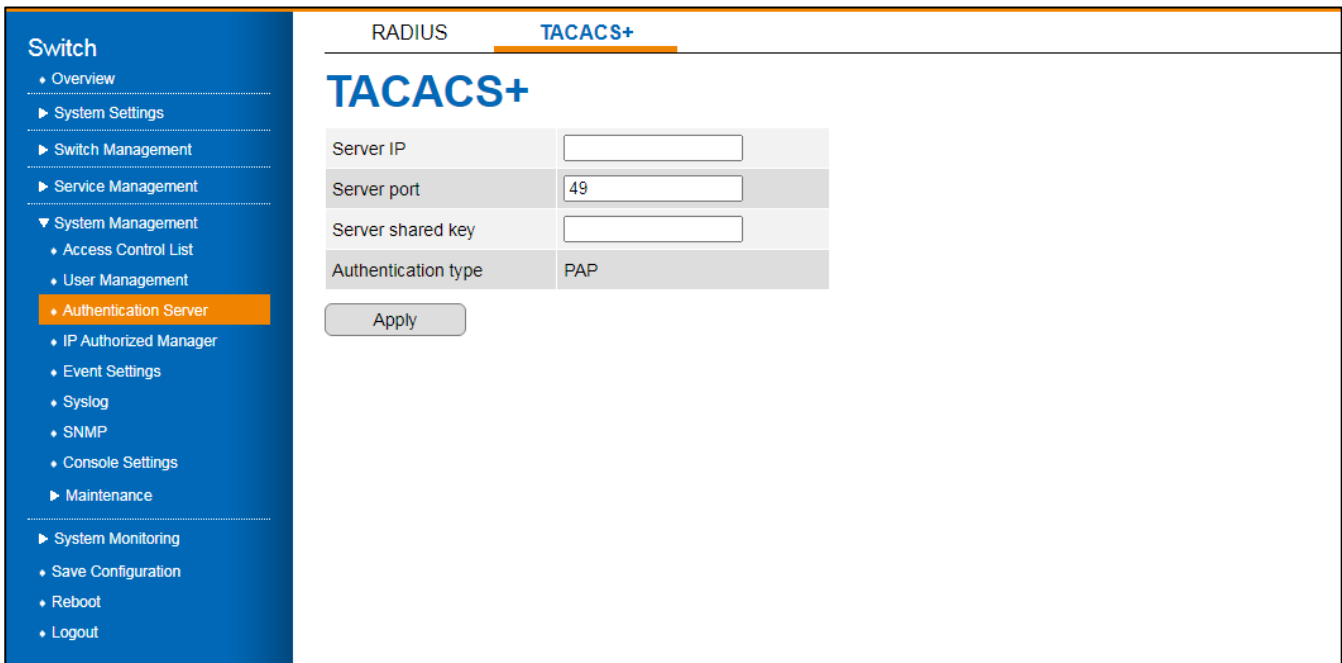 Switch
Overview
System Settings
Switch Management
Service Management
System Management
Access Control List
User Management
Authentication Server
IP Authorized Manager
Event Settings
Syslog
SNMP
Console Settings
Maintenance
System Monitoring
Save Configuration
Reboot
Logout
RADIUS TACACS+
TACACS+
Server IP
Server port 49
Server shared key
Authentication type PAP
Apply